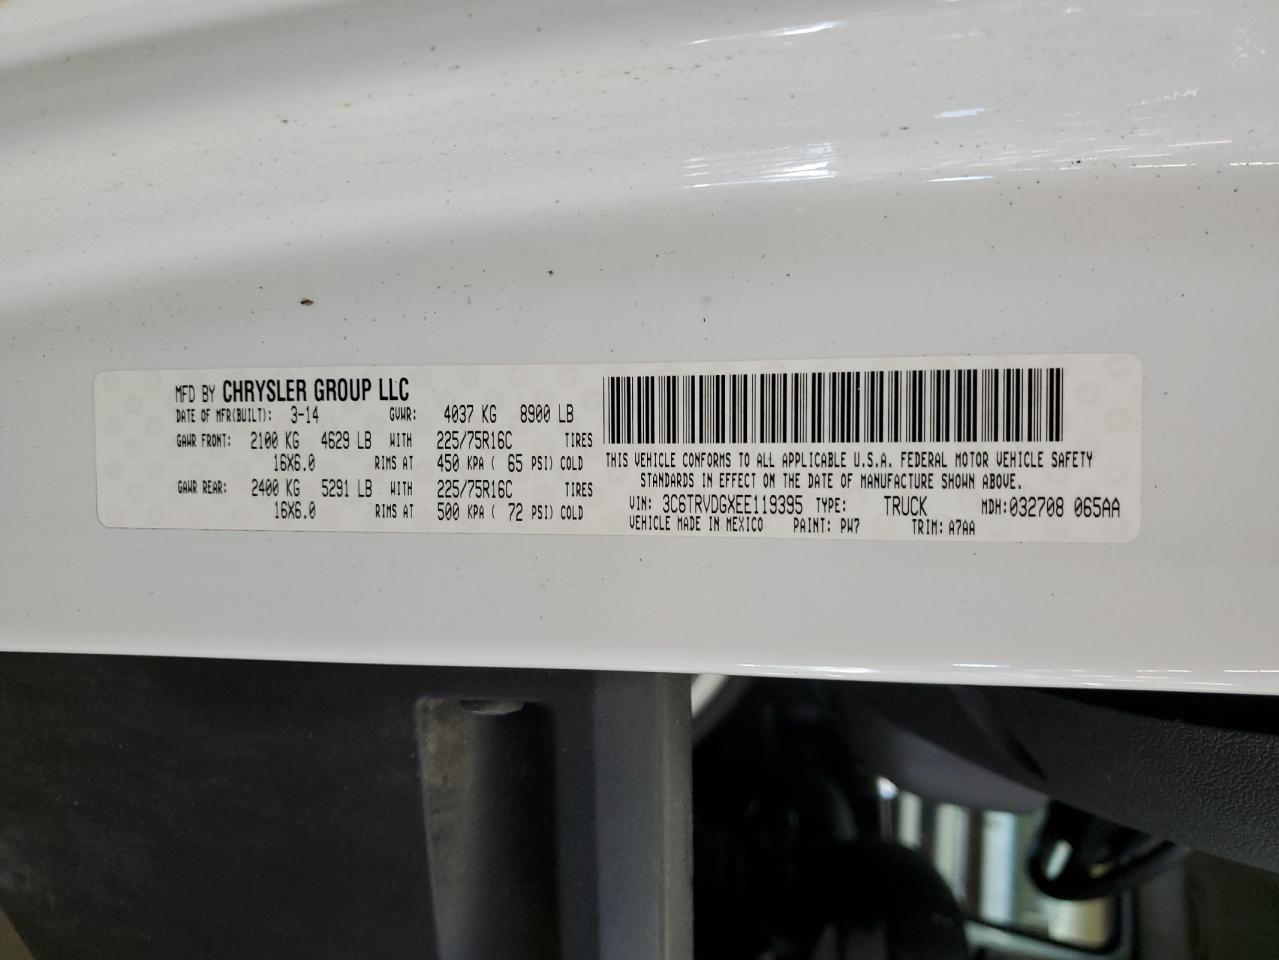 MFD BY CHRYSLER GROUP LLC
DATE OF MFR(BUILT): 3-14 GVWR: 4037 KG 8900 LB
GAWR FRONT: 2100 KG 4629 LB WITH 225/75R16C TIRES
16X6.0 RIMS AT 450 KPA ( 65 PSI) COLD
GAWR REAR: 2400 KG 5291 LB WITH 225/75R16C TIRES
16X6.0 RIMS AT 500 KPA ( 72 PSI) COLD
THIS VEHICLE CONFORMS TO ALL APPLICABLE U.S.A. FEDERAL MOTOR VEHICLE SAFETY
STANDARDS IN EFFECT ON THE DATE OF MANUFACTURE SHOWN ABOVE.
VIN: 3C6TRVDGXEE119395 TYPE: TRUCK MDH:032708 065AA
VEHICLE MADE IN MEXICO PAINT: PW7 TRIM: A7AA